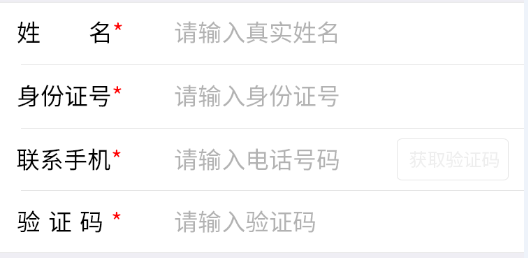 姓 名* 请输入真实姓名
身份证号* 请输入身份证号
联系手机* 请输入电话号码 获取验证码
验证码* 请输入验证码